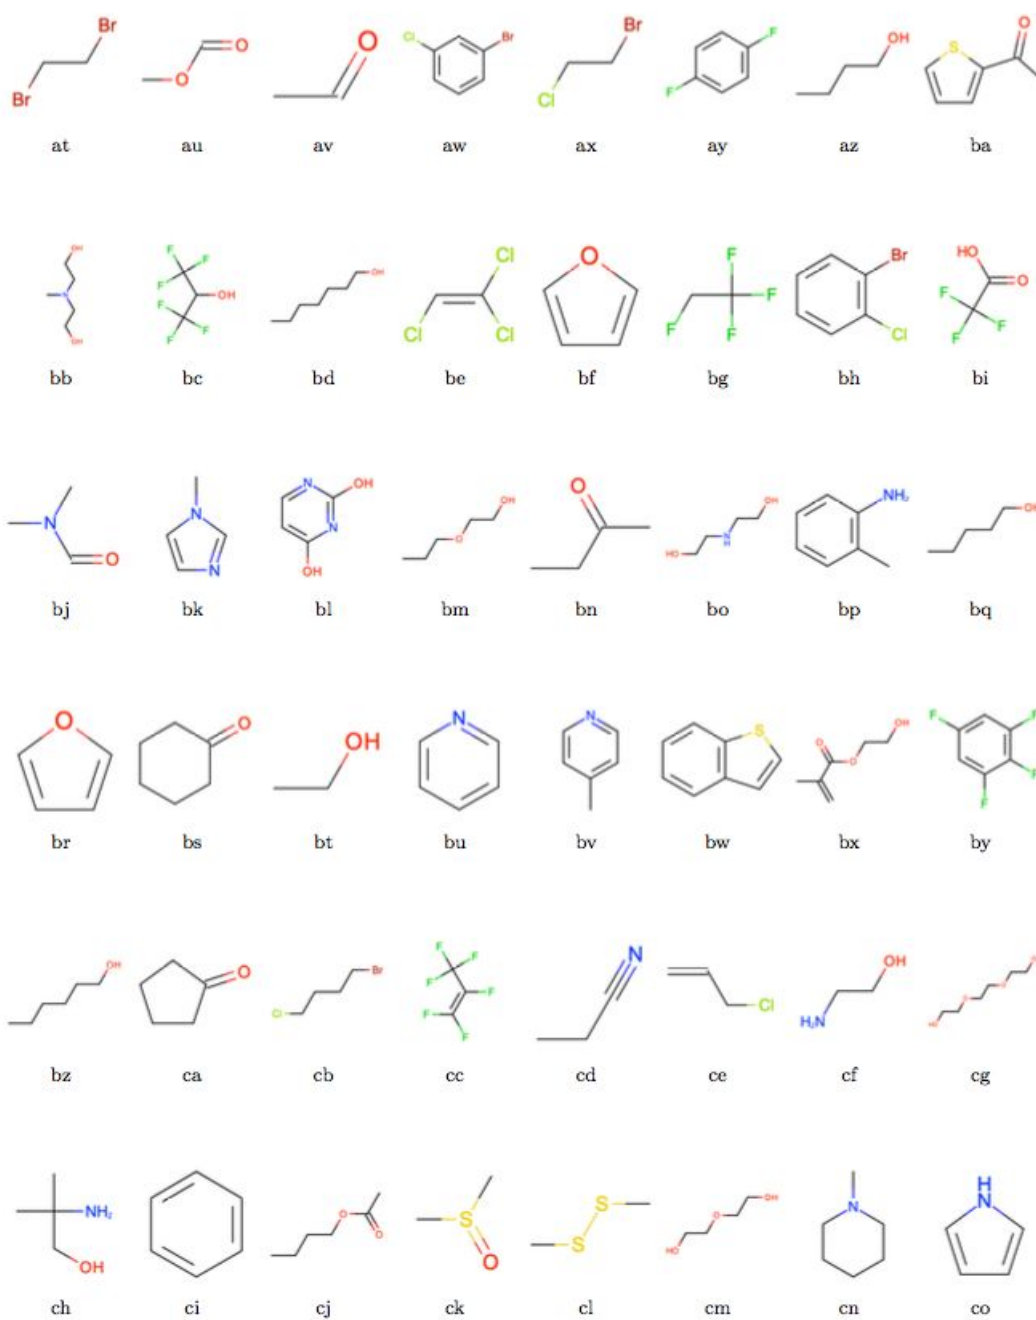 Br
Br
O
O
O
Cl
Br
Br
Cl
F
F
OH
S
O
at au av aw ax ay az ba
OH
N
OH
F
F
F
OH
F
F
F
OH
Cl
Cl
Cl
O
F
F
F
F
Br
Cl
HO
O
F
F
F
bb bc bd be bf bg bh bi
N
O
N
N
N
OH
N
OH
OH
O
O
OH
N
H
HO
NH₂
OH
bj bk bl bm bn bo bp bq
O
O
OH
N
N
S
O
O
OH
F
F
F
F
br bs bt bu bv bw bx by
OH
O
Br
Cl
F
F
F
F
F
F
N
Cl
OH
H₂N
O
O
HO
bz ca cb cc cd ce cf cg
NH₂
OH
O
O
S
O
S
S
OH
O
HO
N
H
N
ch ci cj ck cl cm cn co